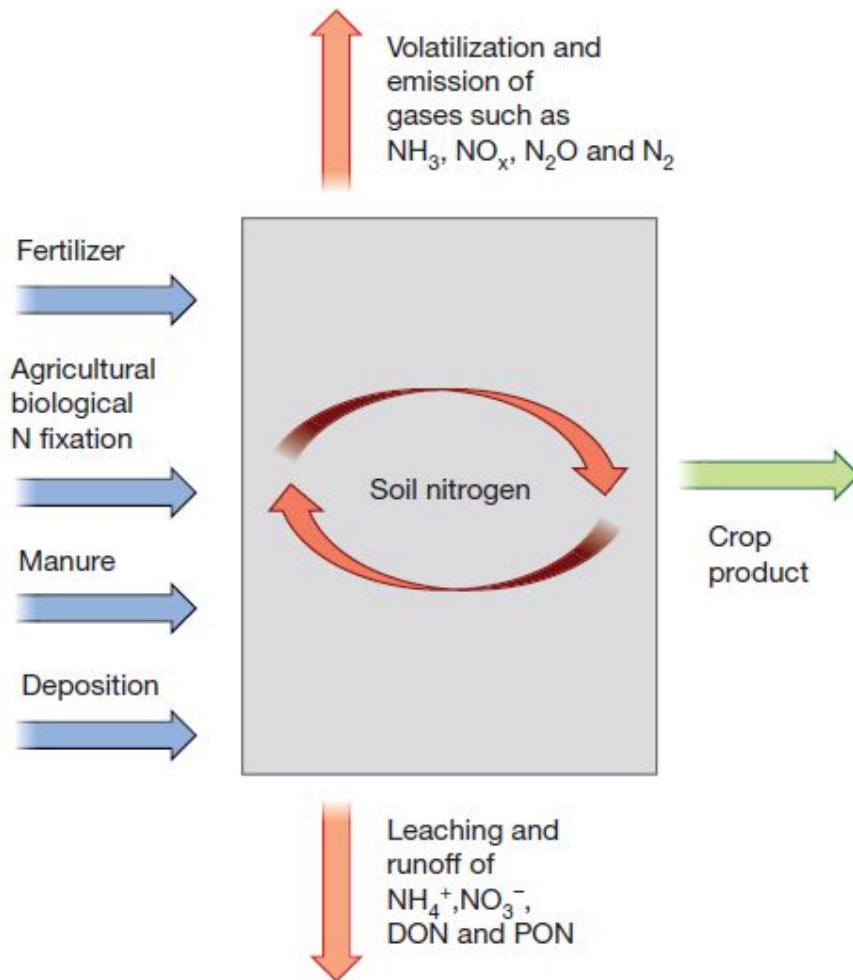 Volatilization and
emission of
gases such as
NH₃, NOₓ, N₂O and N₂
Fertilizer
Agricultural
biological
N fixation
Manure
Deposition
Soil nitrogen
Crop
product
Leaching and
runoff of
NH₄⁺,NO₃⁻,
DON and PON